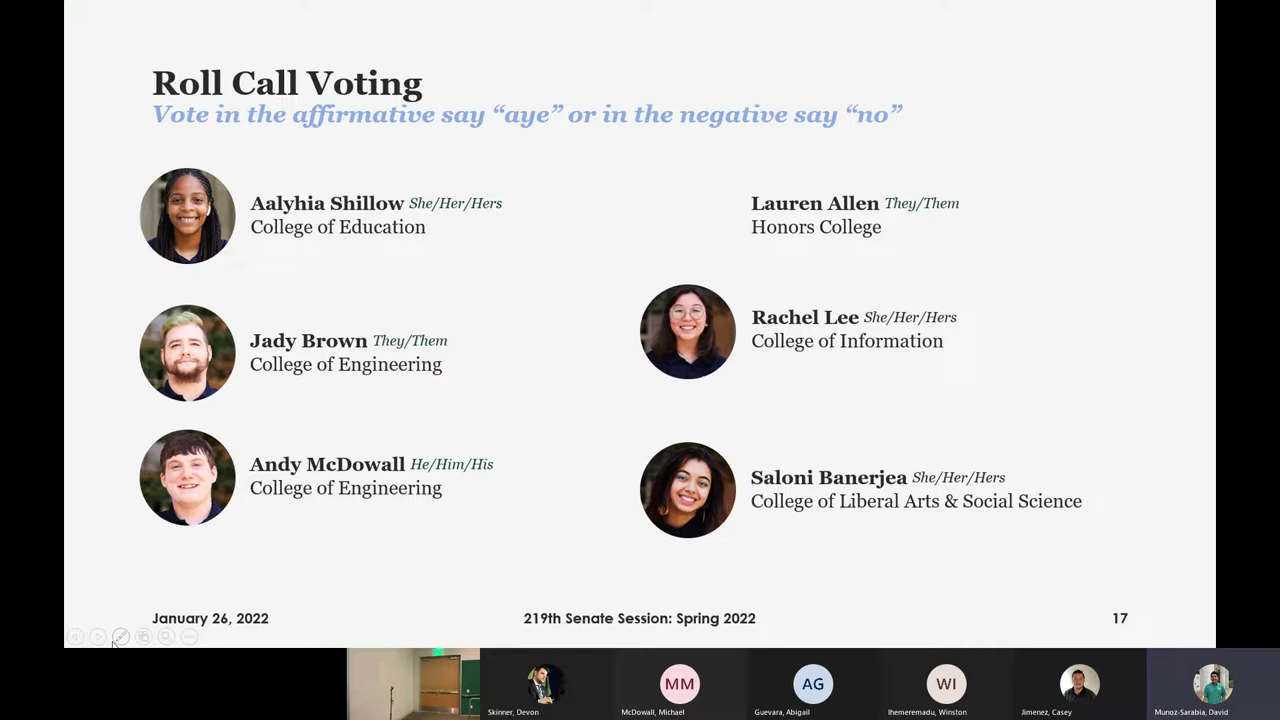 Roll Call Voting
Vote in the affirmative say “aye” or in the negative say “no”
Aalyhia Shillow She/Her/Hers
College of Education
Jady Brown They/Them
College of Engineering
Andy McDowall He/Him/His
College of Engineering
Lauren Allen They/Them
Honors College
Rachel Lee She/Her/Hers
College of Information
Saloni Banerjea She/Her/Hers
College of Liberal Arts & Social Science
January 26, 2022
219th Senate Session: Spring 2022
17
MM
AG
WI
Skinner, Devon
McDowall, Michael
Guevara, Abigail
Ihemeremadu, Winston
Jimenez, Casey
Munoz-Sarabia, David